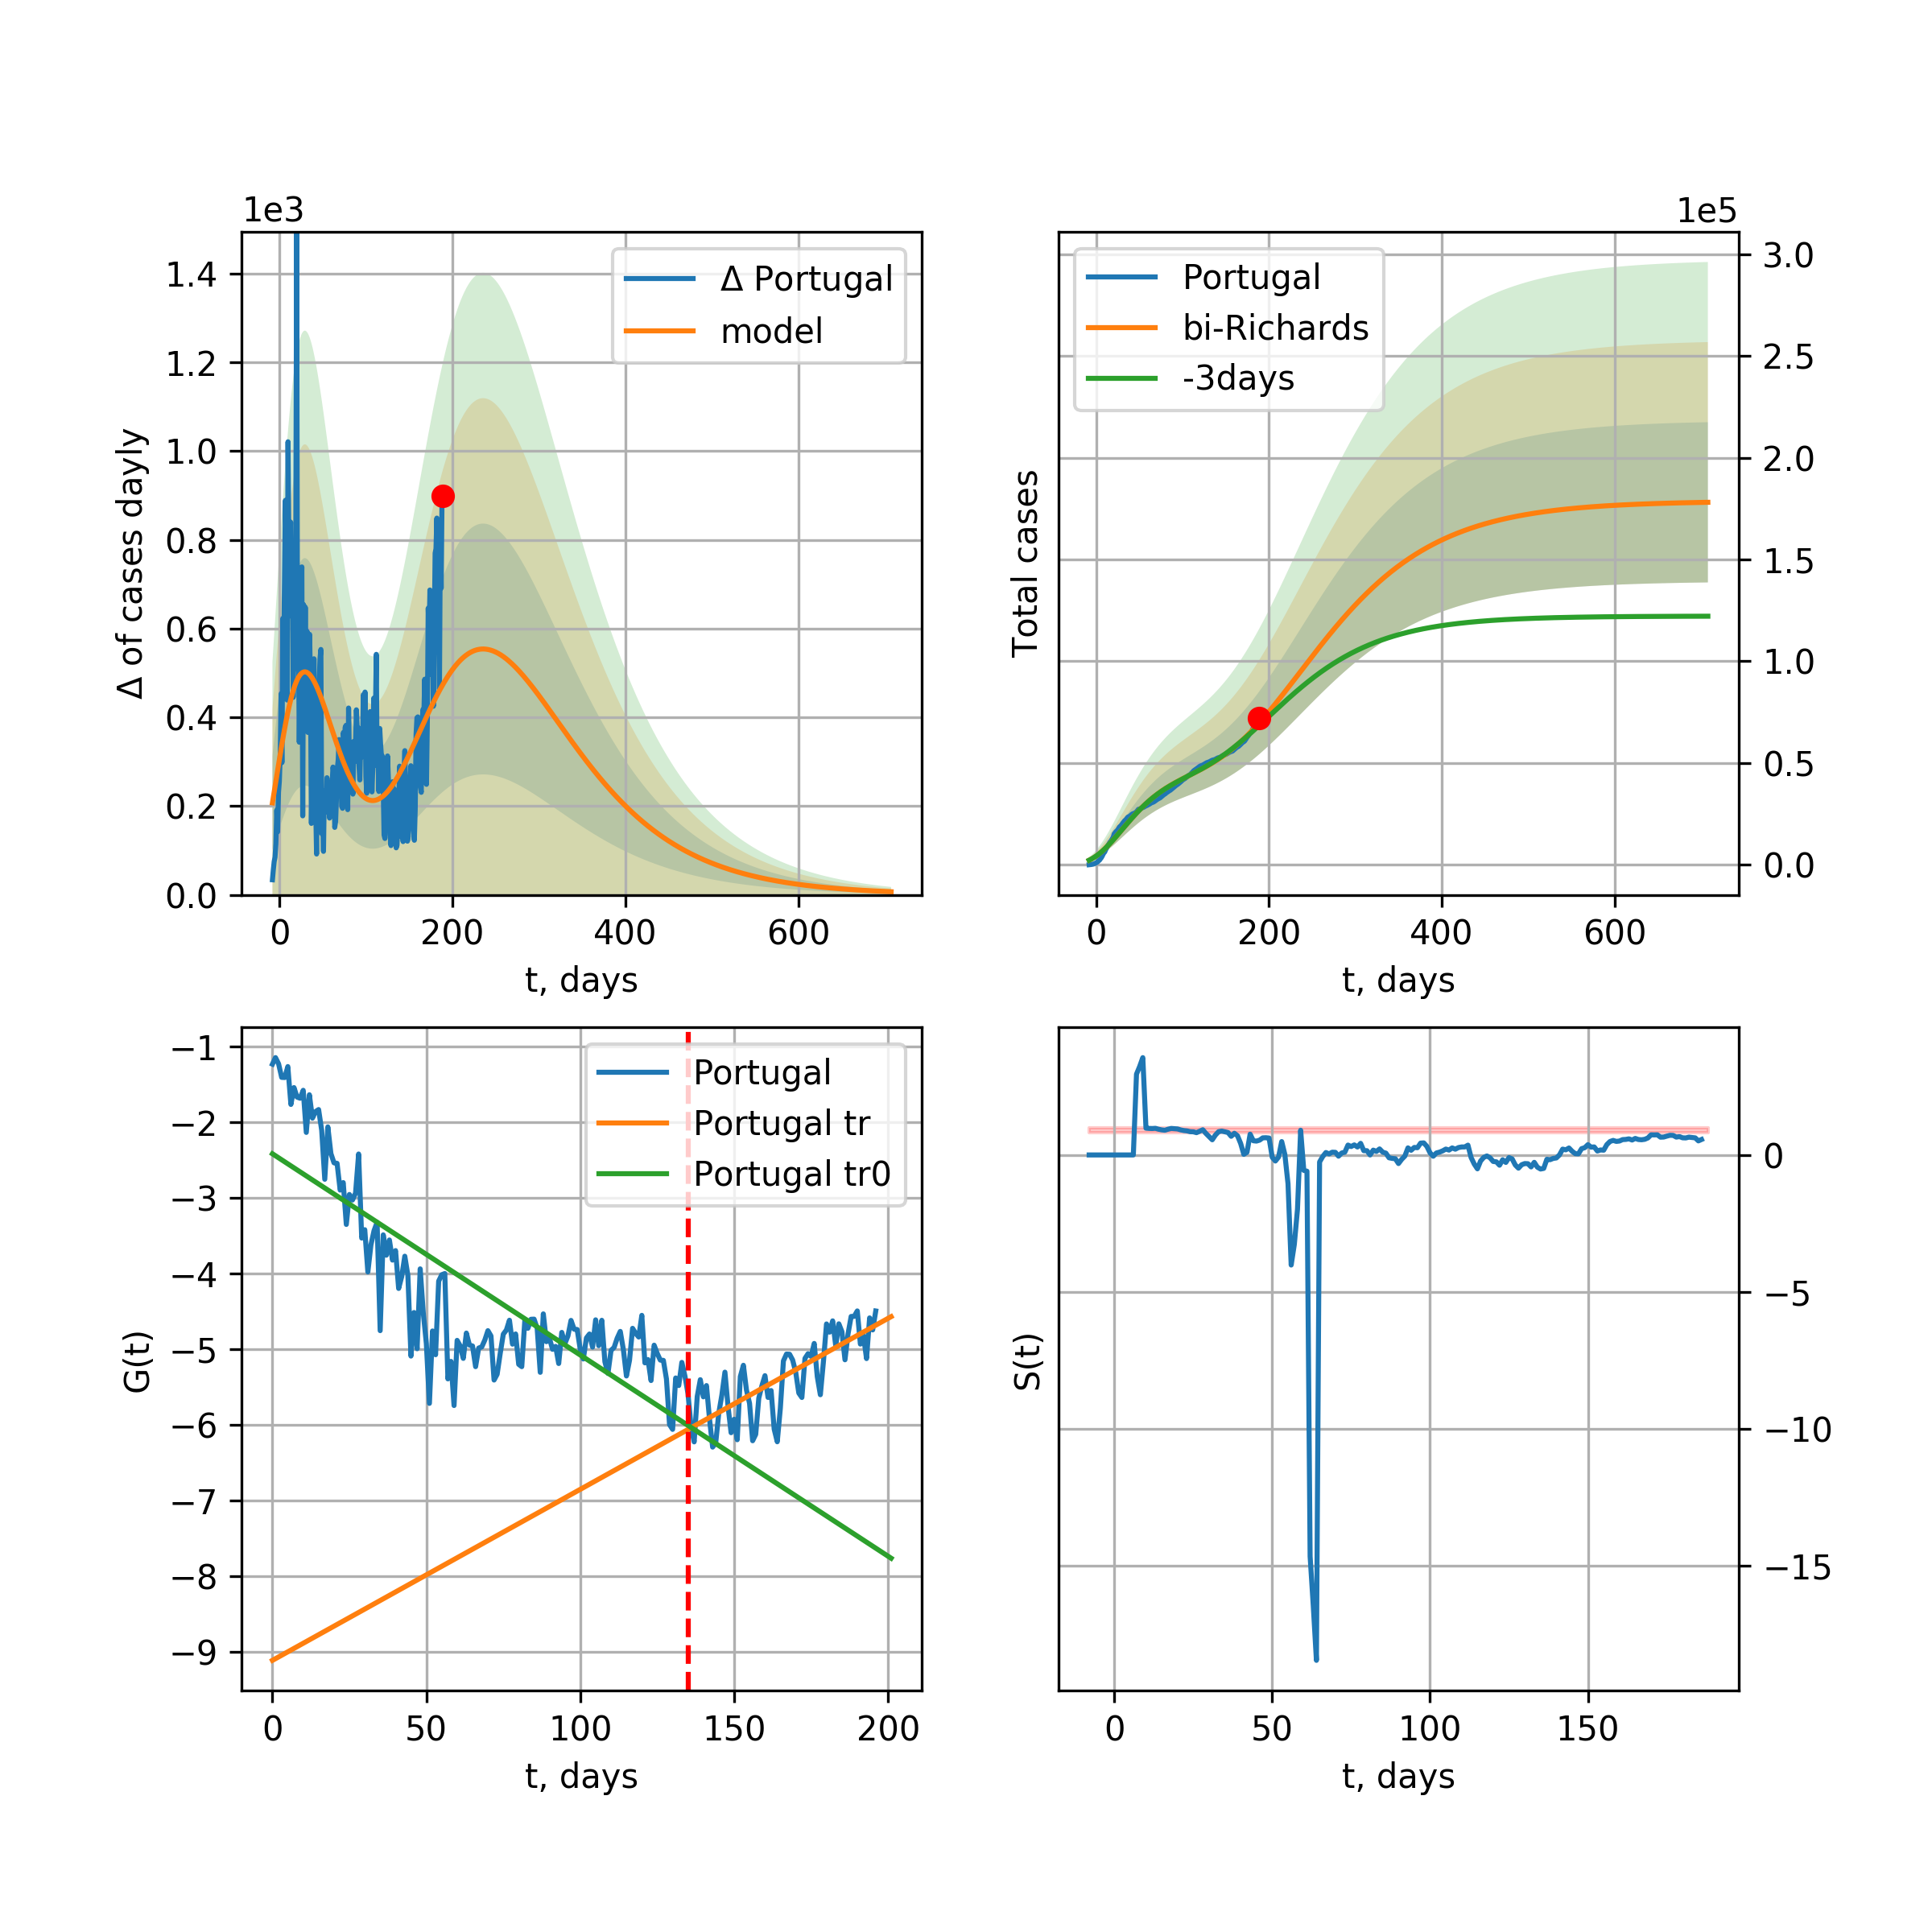 1e3
Δ of cases dayly
1.4
1.2
1.0
0.8
0.6
0.4
0.2
0.0
Δ Portugal
model
0 200 400 600
t, days
1e5
Total cases
Portugal
bi-Richards
-3days
3.0
2.5
2.0
1.5
1.0
0.5
0.0
0 200 400 600
t, days
G(t)
−1
−2
−3
−4
−5
−6
−7
−8
−9
Portugal
Portugal tr
Portugal tr0
0 50 100 150 200
t, days
S(t)
0
−5
−10
−15
0 50 100 150
t, days